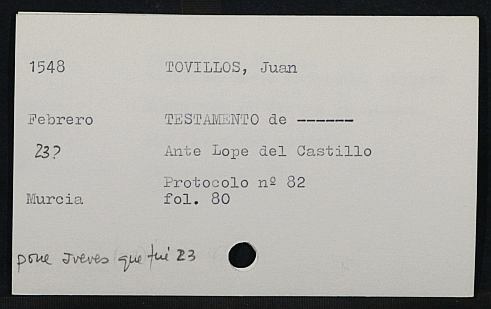 1548 TOVILLOS, Juan
Febrero TESTAMENTO de ------
23? Ante Lope del Castillo
Protocolo nº 82
Murcia fol. 80
pone Jueves que fué 23